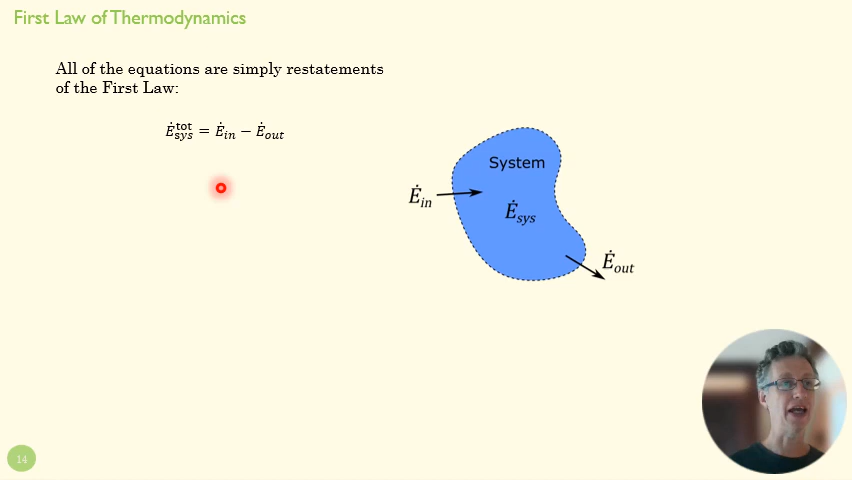 First Law of Thermodynamics
All of the equations are simply restatements
of the First Law:
Ė_sys^tot = Ė_in − Ė_out
System
Ė_in
Ė_sys
Ė_out
14